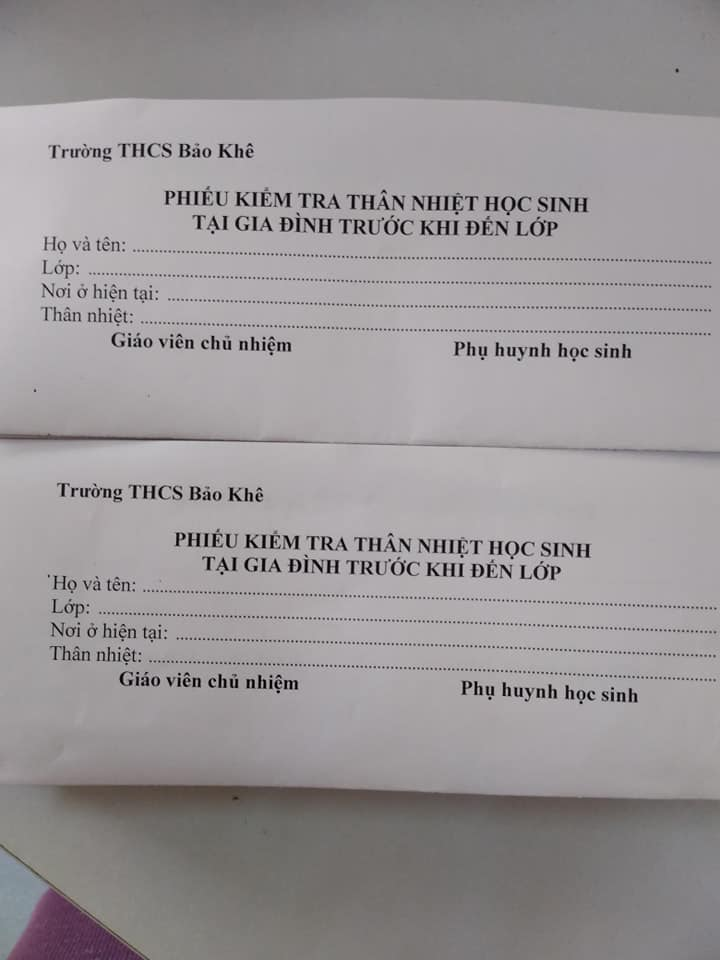 Trường THCS Bảo Khê
PHIẾU KIỂM TRA THÂN NHIỆT HỌC SINH
TẠI GIA ĐÌNH TRƯỚC KHI ĐẾN LỚP
Họ và tên:
Lớp:
Nơi ở hiện tại:
Thân nhiệt:
Giáo viên chủ nhiệm Phụ huynh học sinh
Trường THCS Bảo Khê
PHIẾU KIỂM TRA THÂN NHIỆT HỌC SINH
TẠI GIA ĐÌNH TRƯỚC KHI ĐẾN LỚP
Họ và tên:
Lớp:
Nơi ở hiện tại:
Thân nhiệt:
Giáo viên chủ nhiệm Phụ huynh học sinh